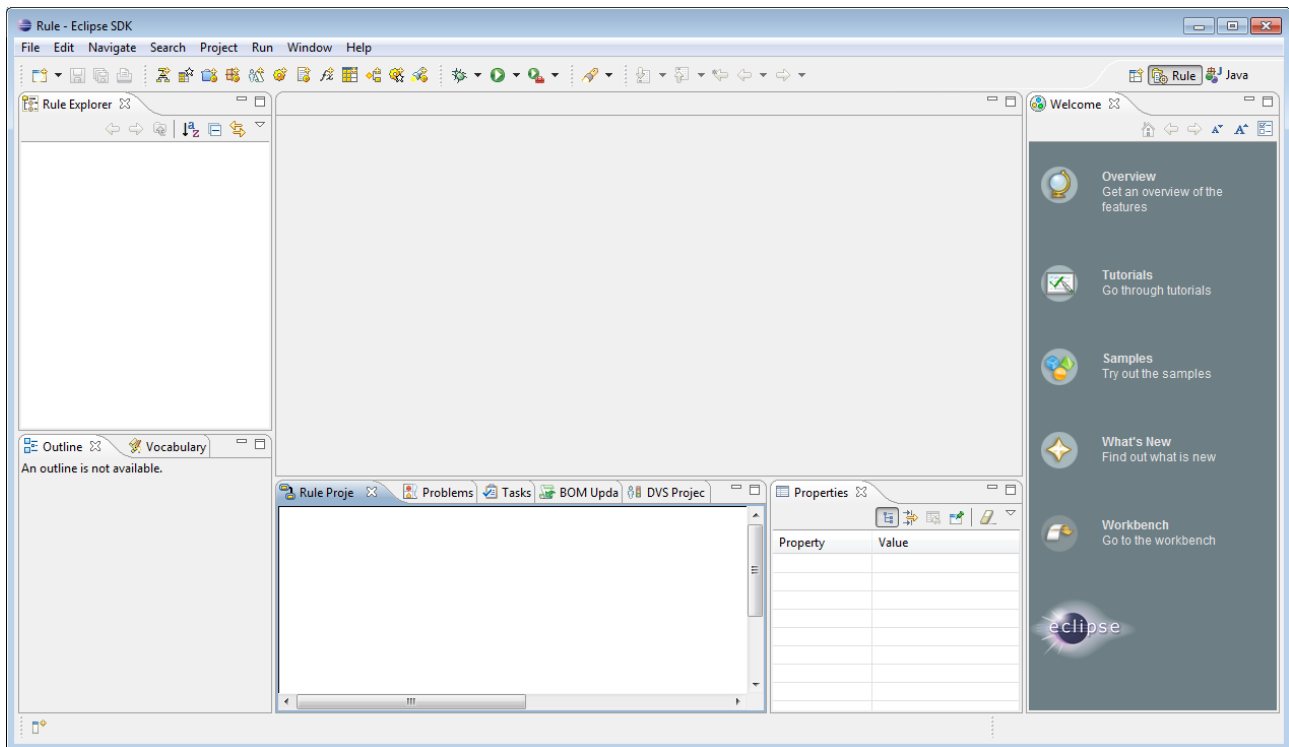 Rule - Eclipse SDK
File Edit Navigate Search Project Run Window Help
Rule Java
Rule Explorer
Welcome
Overview
Get an overview of the
features
Tutorials
Go through tutorials
Samples
Try out the samples
What's New
Find out what is new
Workbench
Go to the workbench
eclipse
Outline Vocabulary
An outline is not available.
Rule Proje Problems Tasks BOM Upda DVS Projec
Properties
Property Value